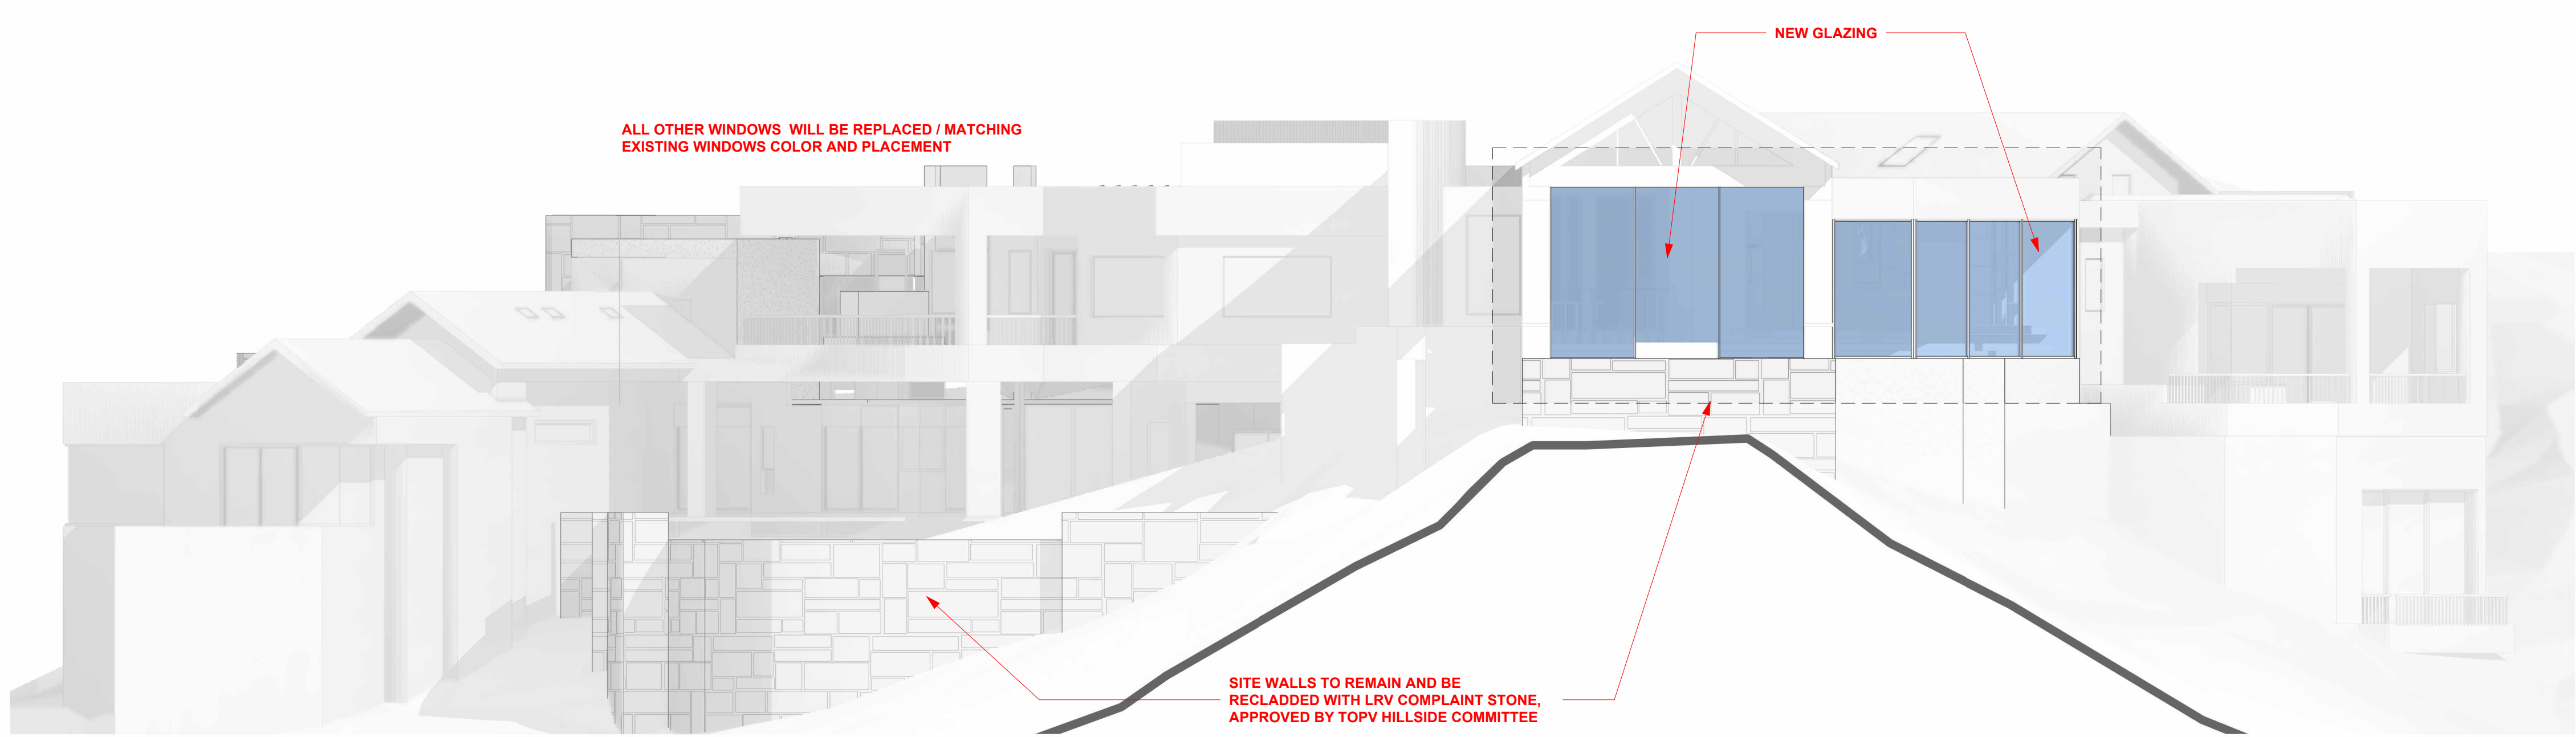 NEW GLAZING
ALL OTHER WINDOWS WILL BE REPLACED / MATCHING
EXISTING WINDOWS COLOR AND PLACEMENT
SITE WALLS TO REMAIN AND BE
RECLADDED WITH LRV COMPLAINT STONE,
APPROVED BY TOPV HILLSIDE COMMITTEE